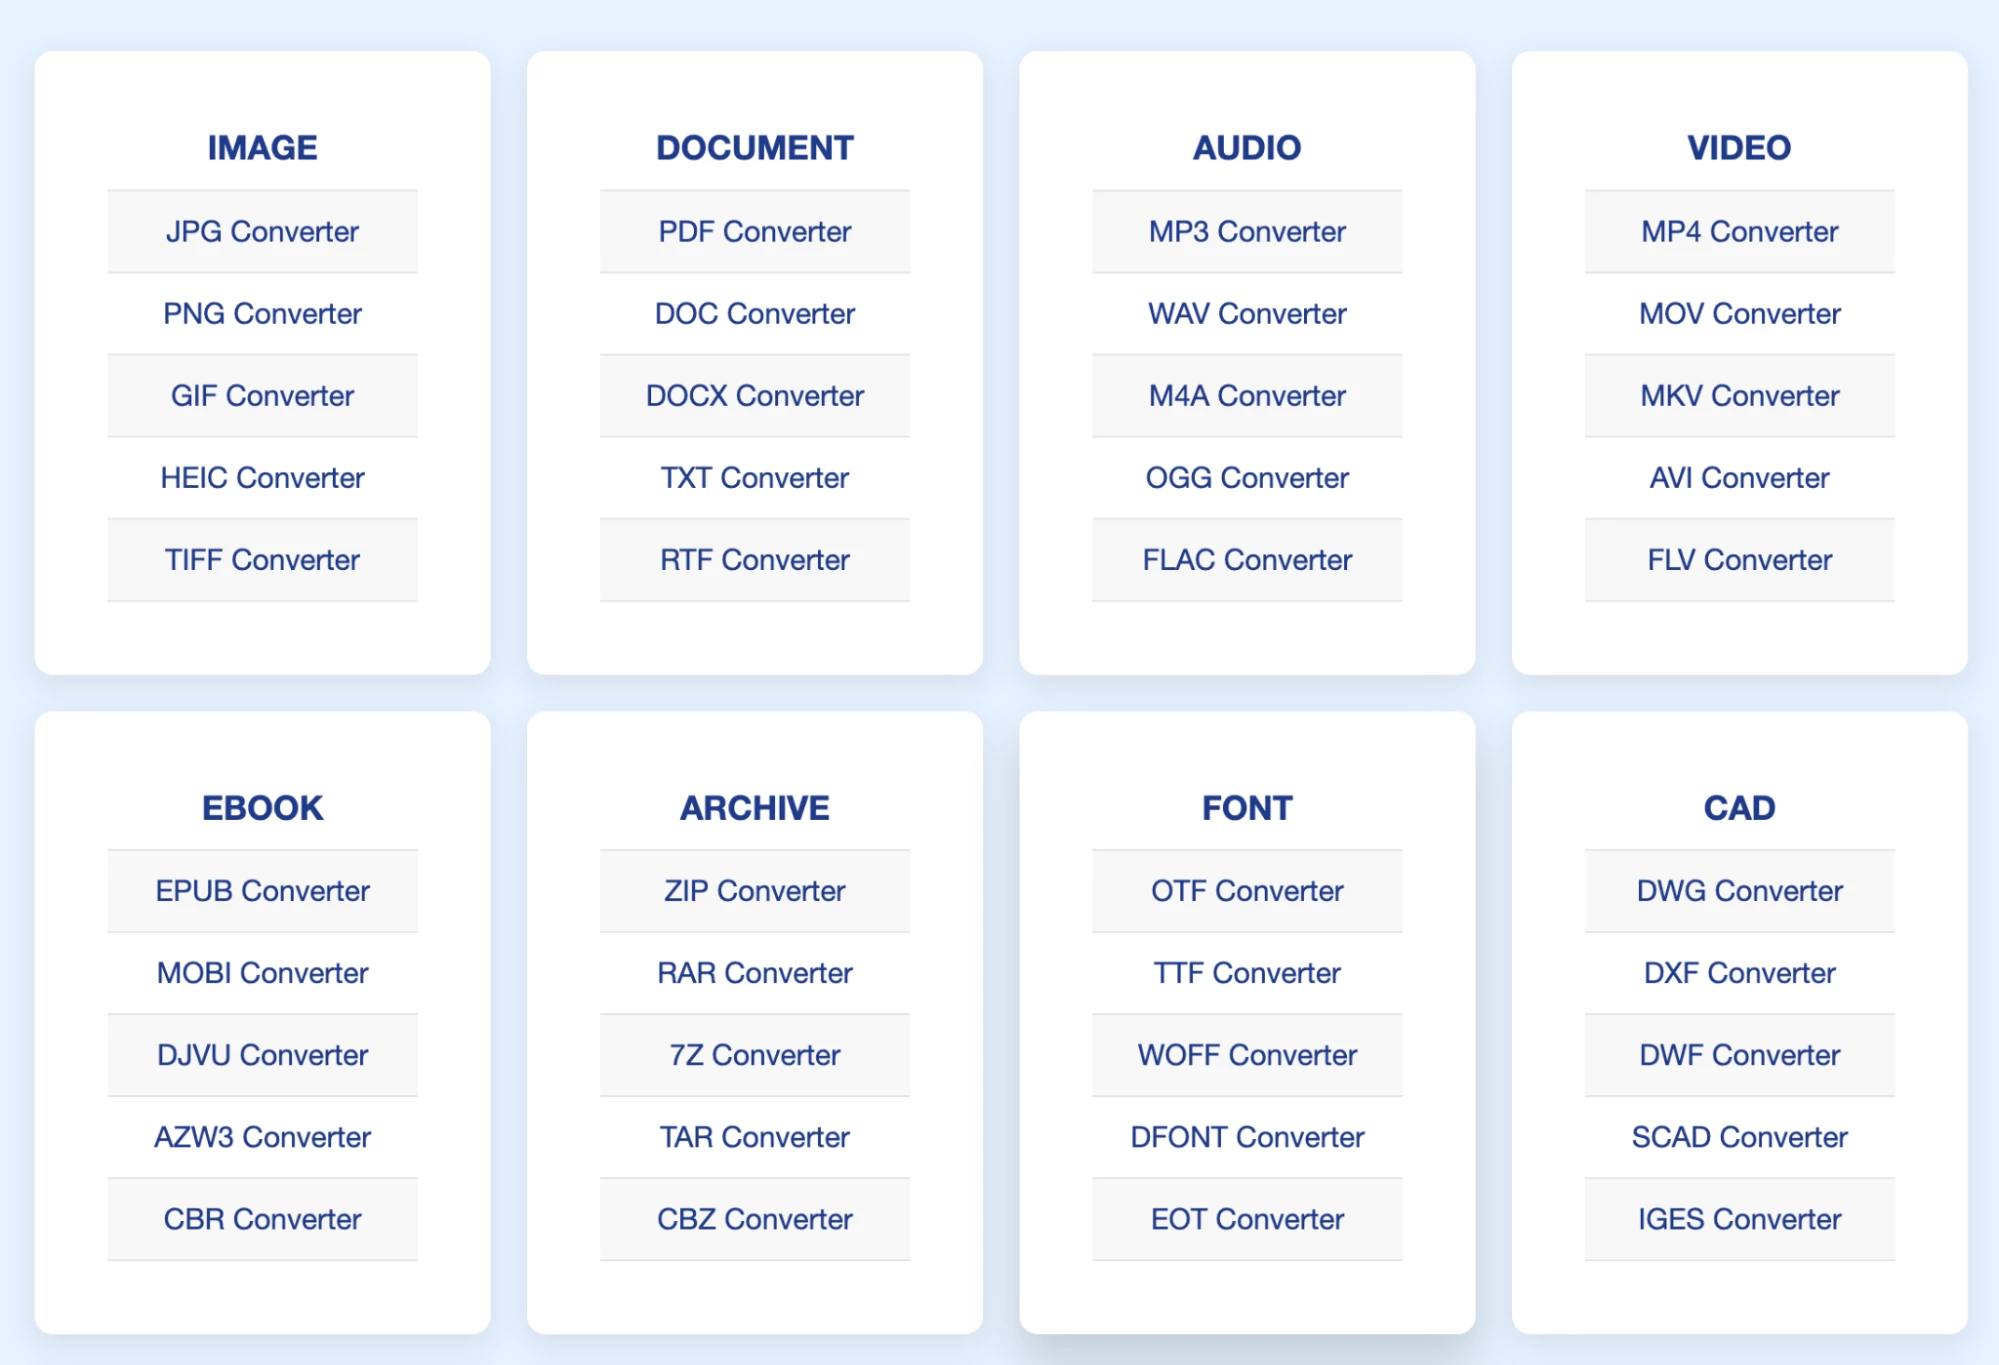 IMAGE
JPG Converter
PNG Converter
GIF Converter
HEIC Converter
TIFF Converter
DOCUMENT
PDF Converter
DOC Converter
DOCX Converter
TXT Converter
RTF Converter
AUDIO
MP3 Converter
WAV Converter
M4A Converter
OGG Converter
FLAC Converter
VIDEO
MP4 Converter
MOV Converter
MKV Converter
AVI Converter
FLV Converter
EBOOK
EPUB Converter
MOBI Converter
DJVU Converter
AZW3 Converter
CBR Converter
ARCHIVE
ZIP Converter
RAR Converter
7Z Converter
TAR Converter
CBZ Converter
FONT
OTF Converter
TTF Converter
WOFF Converter
DFONT Converter
EOT Converter
CAD
DWG Converter
DXF Converter
DWF Converter
SCAD Converter
IGES Converter